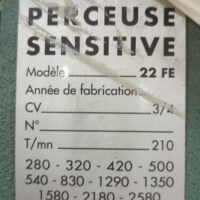 PERCEUSE
SENSITIVE
Modèle 22 FE
Année de fabrication
CV 3/4
N°
T/mn 210
280 - 320 - 420 - 500
540 - 830 - 1290 - 1350
1580 - 2180 - 2580